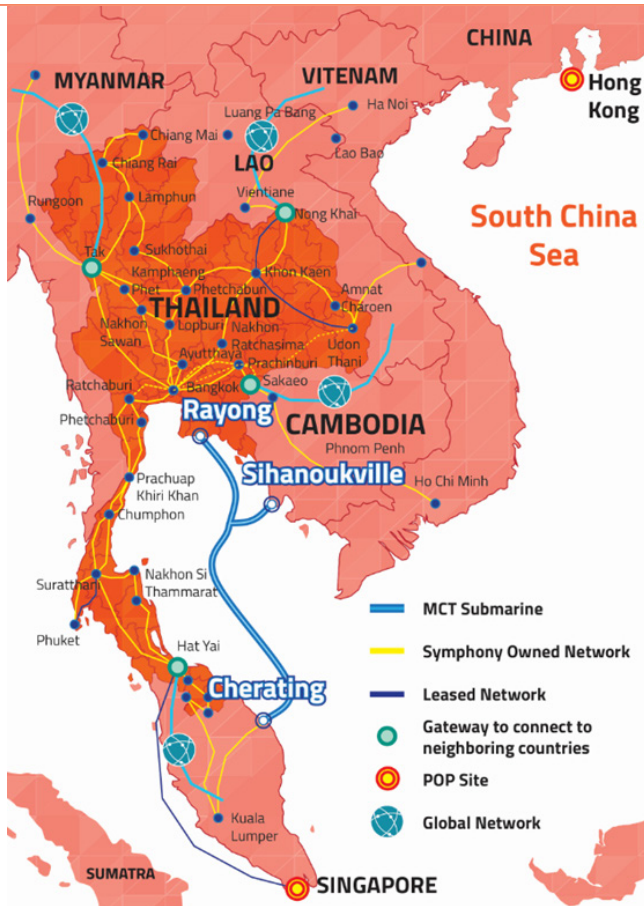 CHINA
MYANMAR
VITENAM
Hong
Kong
Luang Pa Bang
Ha Noi
Chiang Mai
Lao Bao
LAO
Chiang Rai
Vientiane
Lamphun
Rungoon
Nong Khai
South China
Sea
Sukhothai
Tak
Kamphaeng
Phet
Phetchabun
Khon Kaen
Amnat
Charoen
THAILAND
Nakhon
Sawan
Lopburi
Nakhon
Ratchasima
Udon
Thani
Ayutthaya
Prachinburi
Ratchaburi
Bangkok
Sakaeo
Phetchaburi
Rayong
CAMBODIA
Phnom Penh
Sihanoukville
Prachuap
Khiri Khan
Ho Chi Minh
Chumphon
Suratthani
Nakhon Si
Thammarat
Phuket
Hat Yai
Cherating
Kuala
Lumper
SUMATRA
SINGAPORE
MCT Submarine
Symphony Owned Network
Leased Network
Gateway to connect to
neighboring countries
POP Site
Global Network